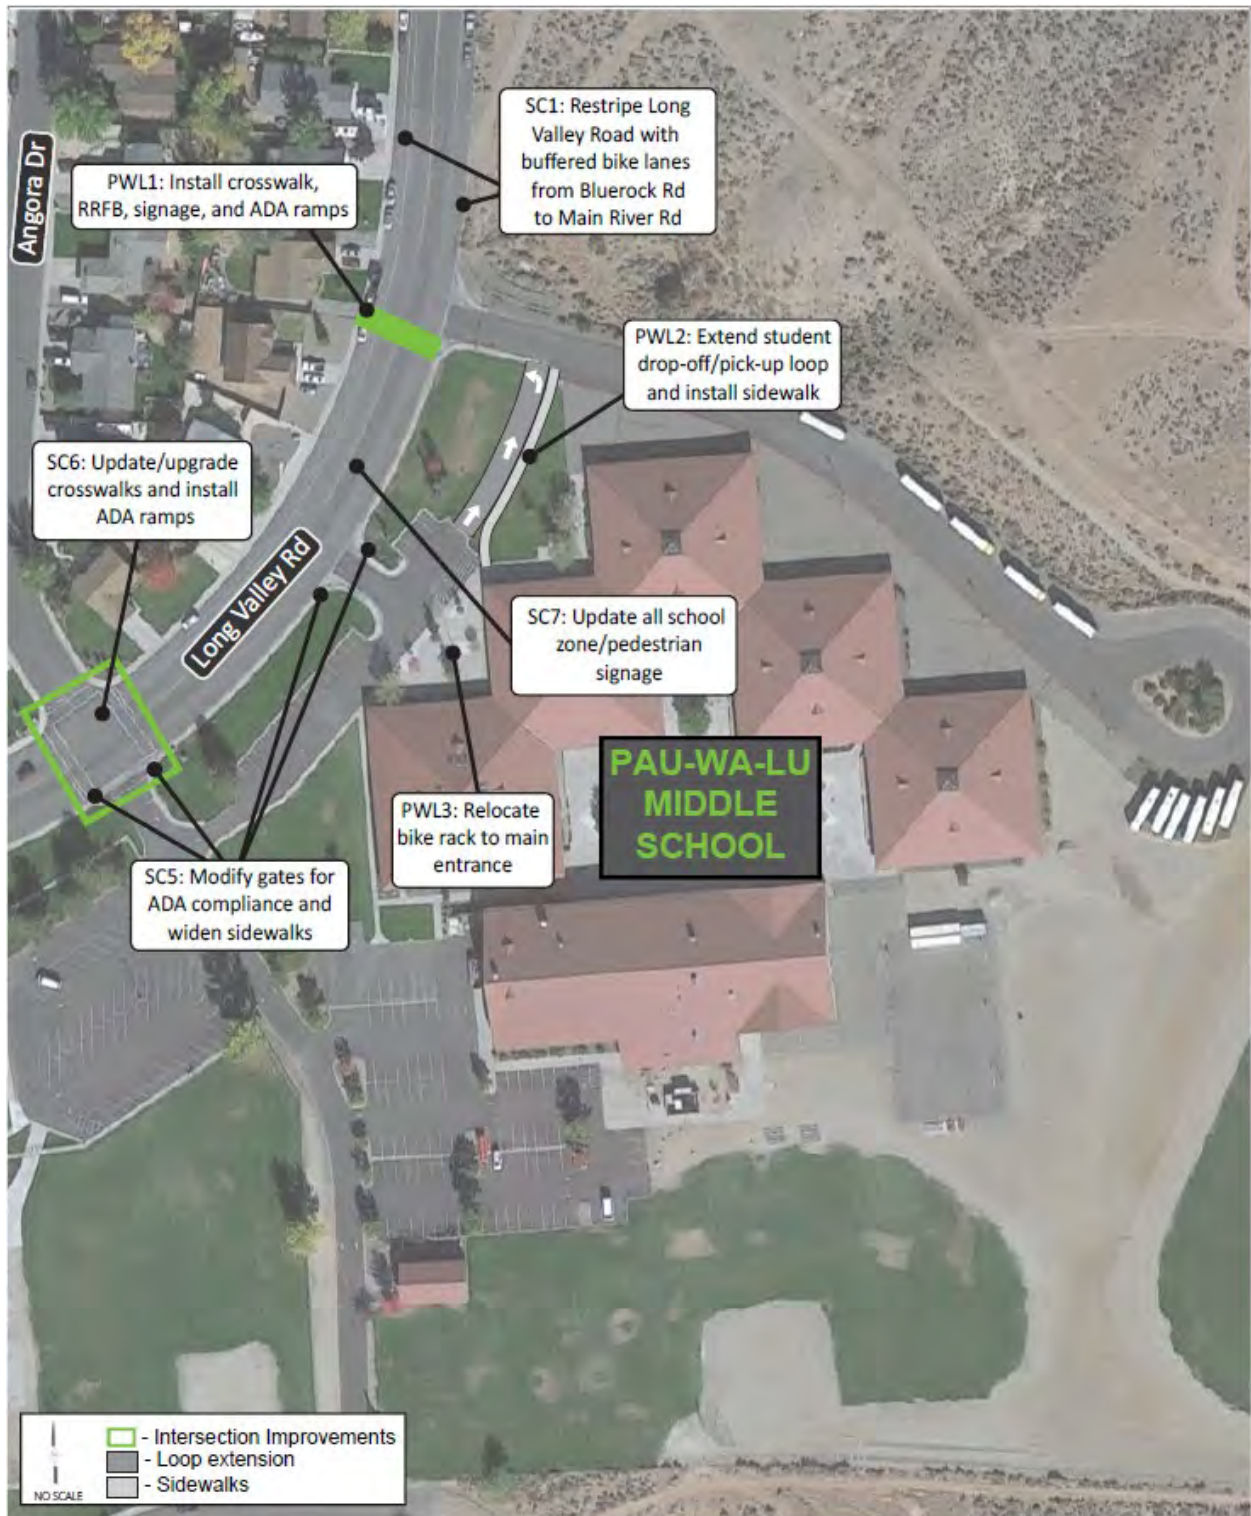 SC1: Restripe Long
Valley Road with
buffered bike lanes
from Bluerock Rd
to Main River Rd
Angora Dr
PWL1: Install crosswalk,
RRFB, signage, and ADA ramps
PWL2: Extend student
drop-off/pick-up loop
and install sidewalk
SC6: Update/upgrade
crosswalks and install
ADA ramps
Long Valley Rd
SC7: Update all school
zone/pedestrian
signage
PAU-WA-LU
MIDDLE
SCHOOL
PWL3: Relocate
bike rack to main
entrance
SC5: Modify gates for
ADA compliance and
widen sidewalks
- Intersection Improvements
- Loop extension
- Sidewalks
NO SCALE